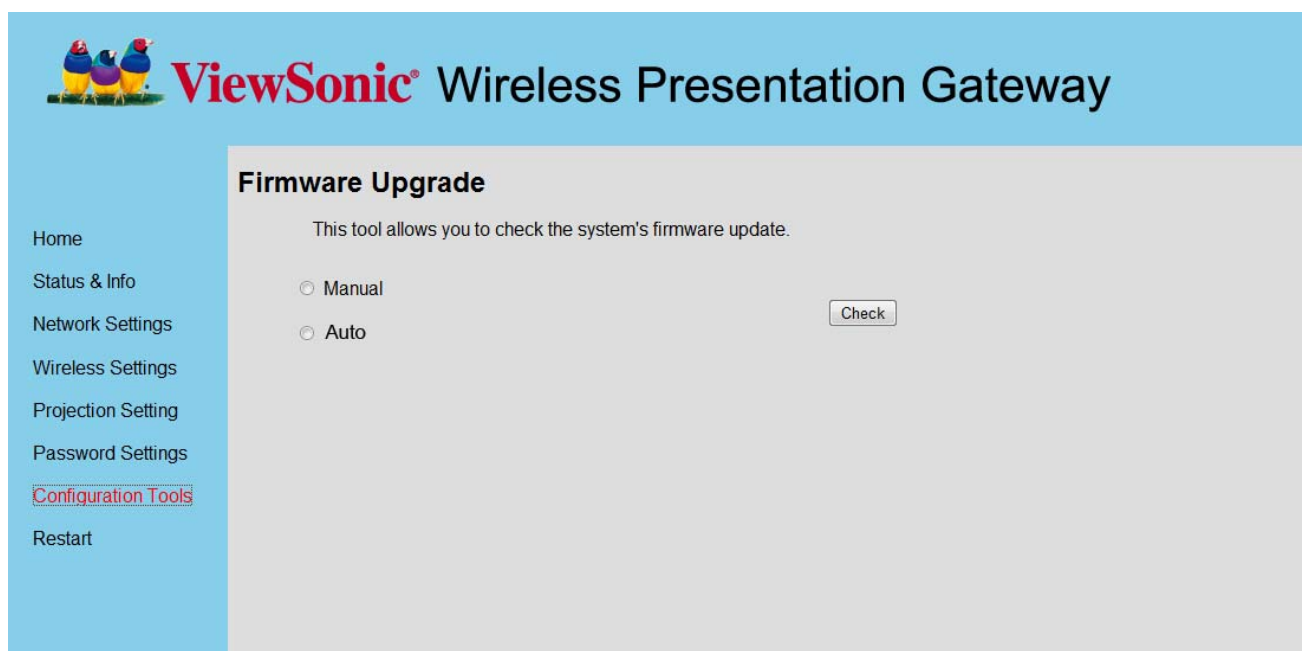 ViewSonic® Wireless Presentation Gateway
Firmware Upgrade
This tool allows you to check the system's firmware update.
Home
Status & Info
Network Settings
Wireless Settings
Projection Setting
Password Settings
Configuration Tools
Restart
Manual
Auto
Check